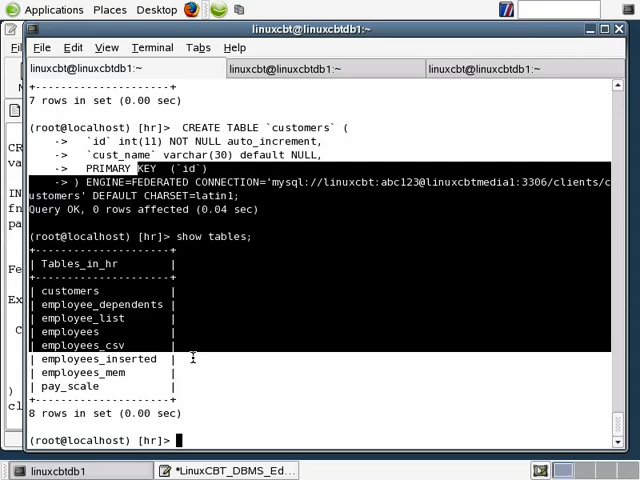 Applications Places Desktop
linuxcbt@linuxcbtdb1:~
File Edit View Terminal Tabs Help
linuxcbt@linuxcbtdb1:~ linuxcbt@linuxcbtdb1:~ linuxcbt@linuxcbtdb1:~
+----------------------+
7 rows in set (0.00 sec)
(root@localhost) [hr]>  CREATE TABLE `customers` (
    ->   `id` int(11) NOT NULL auto_increment,
    ->   `cust_name` varchar(30) default NULL,
    ->   PRIMARY KEY  (`id`)
    -> ) ENGINE=FEDERATED CONNECTION='mysql://linuxcbt:abc123@linuxcbtmedia1:3306/clients/c
ustomers' DEFAULT CHARSET=latin1;
Query OK, 0 rows affected (0.04 sec)
(root@localhost) [hr]> show tables;
+---------------------+
| Tables_in_hr        |
+---------------------+
| customers           |
| employee_dependents |
| employee_list       |
| employees           |
| employees_csv       |
| employees_inserted  |
| employees_mem       |
| pay_scale           |
+---------------------+
8 rows in set (0.00 sec)
(root@localhost) [hr]>
linuxcbtdb1 *LinuxCBT_DBMS_Ed...